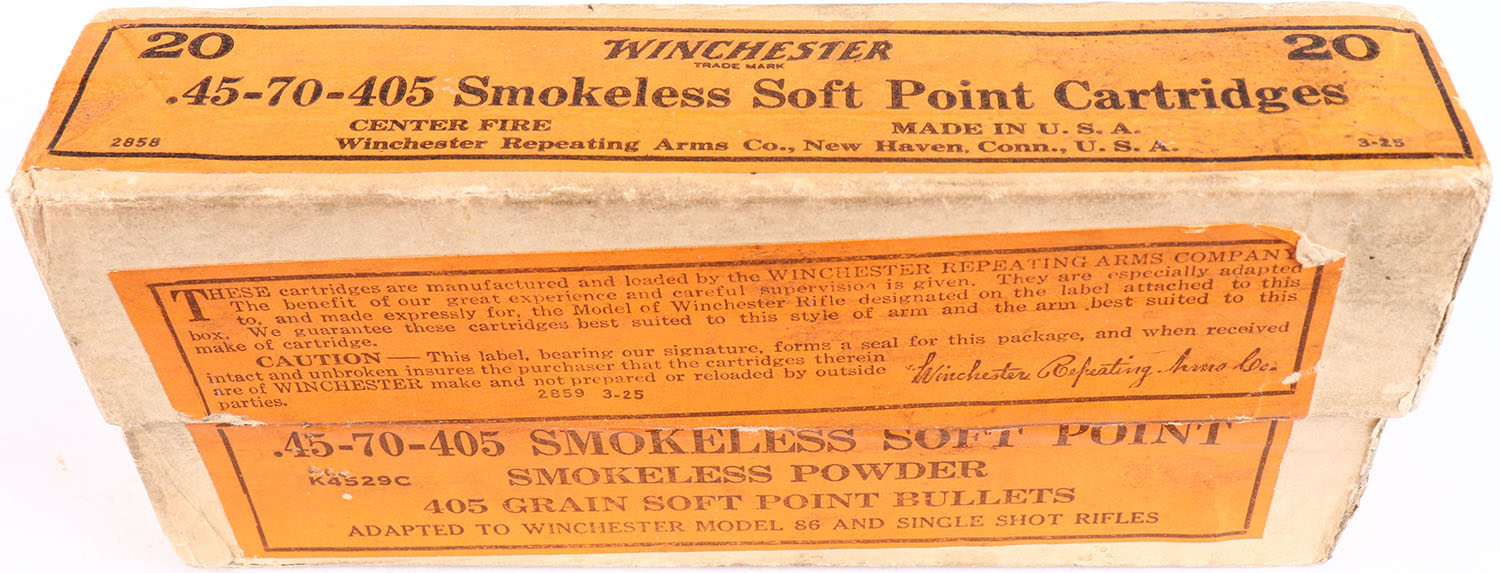 20 WINCHESTER 20
TRADE MARK
.45-70-405 Smokeless Soft Point Cartridges
CENTER FIRE MADE IN U. S. A.
2858 Winchester Repeating Arms Co., New Haven, Conn., U. S. A. 3-25
THESE cartridges are manufactured and loaded by the WINCHESTER REPEATING ARMS COMPANY
The benefit of our great experience and careful supervision is given. They are especially adapted
to, and made expressly for, the Model of Winchester Rifle designated on the label attached to this
box. We guarantee these cartridges best suited to this style of arm and the arm best suited to this
make of cartridge.
CAUTION — This label, bearing our signature, forms a seal for this package, and when received
intact and unbroken insures the purchaser that the cartridges therein
are of WINCHESTER make and not prepared or reloaded by outside
parties.
Winchester Repeating Arms Co.
2859 3-25
.45-70-405 SMOKELESS SOFT POINT
K4529C SMOKELESS POWDER
405 GRAIN SOFT POINT BULLETS
ADAPTED TO WINCHESTER MODEL 86 AND SINGLE SHOT RIFLES